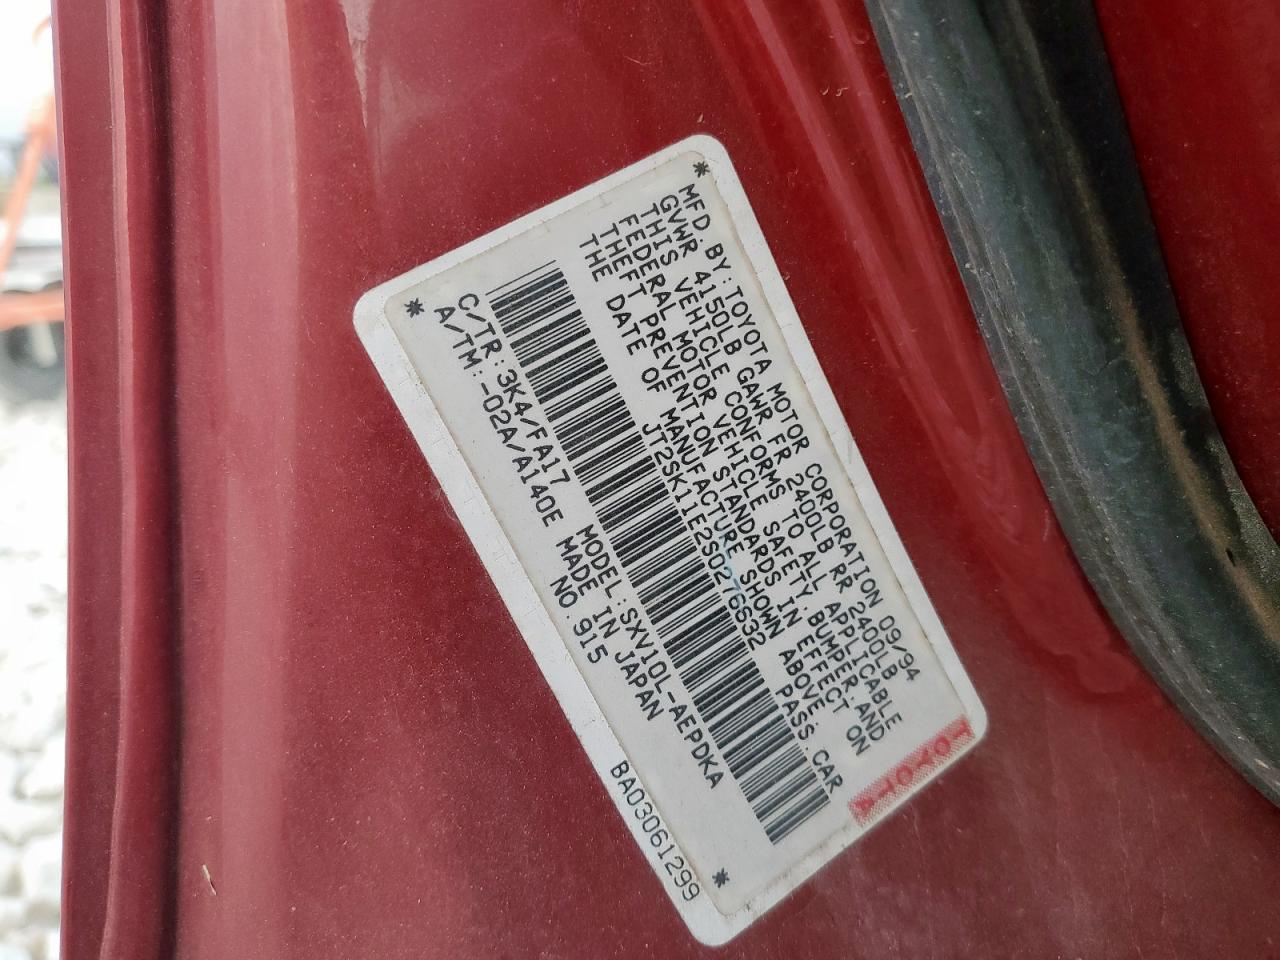 * MFD.BY:TOYOTA MOTOR CORPORATION 09/94
GVWR 4150LB GAWR FR 2400LB RR 2400LB
THIS VEHICLE CONFORMS TO ALL APPLICABLE
FEDERAL MOTOR VEHICLE SAFETY,BUMPER,AND
THEFT PREVENTION STANDARDS IN EFFECT ON
THE DATE OF MANUFACTURE SHOWN ABOVE.
JT2SK11E2S0276632 PASS.CAR
C/TR:3K4/FA17 MODEL:SXV10L-AEPDKA
A/TM:-02A/A140E MADE IN JAPAN
* NO.915
BA03061299 *
TOYOTA